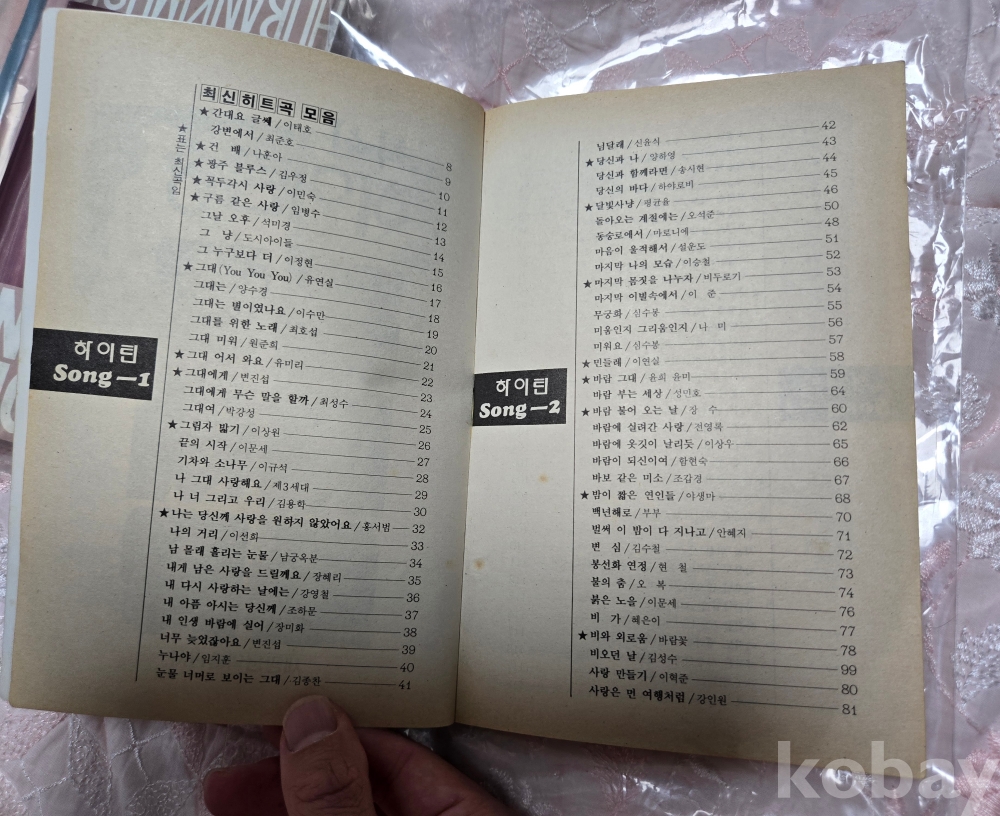 HURANKINGS
최신히트곡 모음
★표는 최신곡임
★간대요 글쎄/이태호 8
강변에서/최준호 9
★건 배/나훈아 10
★광주 블루스/김우정 11
★꼭두각시 사랑/이민숙 12
★구름 같은 사랑/임병수 13
그날 오후/석미경 14
그 냥/도시아이들 15
그 누구보다 더/이정현 16
★그대(You You You)/유연실 17
그대는/양수경 18
그대는 별이였나요/이수만 19
그대를 위한 노래/최호섭 20
그대 미워/원준희 21
★그대 어서 와요/유미리 22
★그대에게/변진섭 23
그대에게 무슨 말을 할까/최성수 24
그대여/박강성 25
★그림자 밟기/이상원 26
끝의 시작/이문세 27
기차와 소나무/이규석 28
나 그대 사랑해요/제3세대 29
나 너 그리고 우리/김용학 30
★나는 당신께 사랑을 원하지 않았어요/홍서범 32
나의 거리/이선화 33
남 몰래 흘리는 눈물/남궁옥분 34
내게 남은 사랑을 드릴께요/장혜리 35
내 다시 사랑하는 날에는/강영철 36
내 아픔 아시는 당신께/조하문 37
내 인생 바람에 실어/장미화 38
너무 늦었잖아요/변진섭 39
누나야/임지훈 40
눈물 너머로 보이는 그대/김종찬 41
하이틴
Song—1
님달래/신윤식 42
★당신과 나/양하영 43
당신과 함께라면/송시현 44
당신의 바다/하야로비 45
★달빛사냥/평균율 46
돌아오는 계절에는/오석준 50
동숭로에서/마로니에 48
마음이 울적해서/설운도 51
마지막 나의 모습/이승철 52
★마지막 몸짓을 나누자/비두로기 53
마지막 이별속에서/이 준 54
무궁화/심수봉 55
미움인지 그리움인지/나 미 56
미워요/심수봉 57
★민들레/이연실 58
★바람 그대/윤희 윤비 59
바람 부는 세상/성민호 64
★바람 불어 오는 날/장 수 60
바람에 실려간 사랑/전영록 62
바람에 옷깃이 날리듯/이상우 65
바람이 되신이여/함현숙 66
바보 같은 미소/조갑경 67
★밤이 짧은 연인들/야생마 68
백년해로/부부 70
벌써 이 밤이 다 지나고/안혜지 71
변 심/김수철 72
봉선화 연정/현 철 73
불의 춤/오 복 74
붉은 노을/이문세 76
비 가/혜은이 77
★비와 외로움/바람꽃 78
비오던 날/김성수 99
사랑 만들기/이혁준 80
사랑은 먼 여행처럼/강인원 81
하이틴
Song—2
kobay